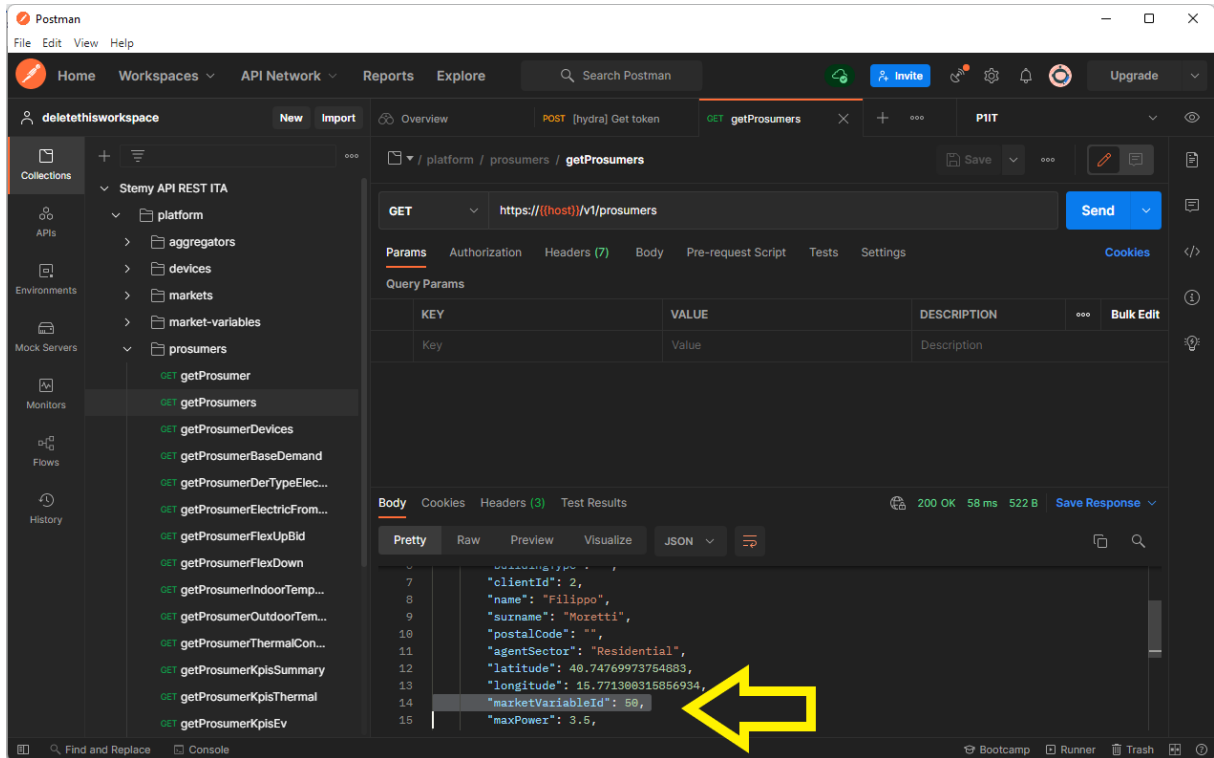 Postman
File Edit View Help
Home Workspaces API Network Reports Explore Search Postman Invite Upgrade
deletethisworkspace New Import Overview POST [hydra] Get token GET getProsumers P1IT
Collections
APIs
Environments
Mock Servers
Monitors
Flows
History
Stemy API REST ITA
platform
aggregators
devices
markets
market-variables
prosumers
GET getProsumer
GET getProsumers
GET getProsumerDevices
GET getProsumerBaseDemand
GET getProsumerDerTypeElec...
GET getProsumerElectricFrom...
GET getProsumerFlexUpBid
GET getProsumerFlexDown
GET getProsumerIndoorTemp...
GET getProsumerOutdoorTem...
GET getProsumerThermalCon...
GET getProsumerKpisSummary
GET getProsumerKpisThermal
GET getProsumerKpisEv
/ platform / prosumers / getProsumers Save
GET https://{{host}}/v1/prosumers Send
Params Authorization Headers (7) Body Pre-request Script Tests Settings Cookies
Query Params
KEY VALUE DESCRIPTION Bulk Edit
Key Value Description
Body Cookies Headers (3) Test Results 200 OK 58 ms 522 B Save Response
Pretty Raw Preview Visualize JSON
7 "clientId": 2,
8 "name": "Filippo",
9 "surname": "Moretti",
10 "postalCode": "",
11 "agentSector": "Residential",
12 "latitude": 40.74769973754883,
13 "longitude": 15.771300315856934,
14 "marketVariableId": 50,
15 "maxPower": 3.5,
Find and Replace Console Bootcamp Runner Trash